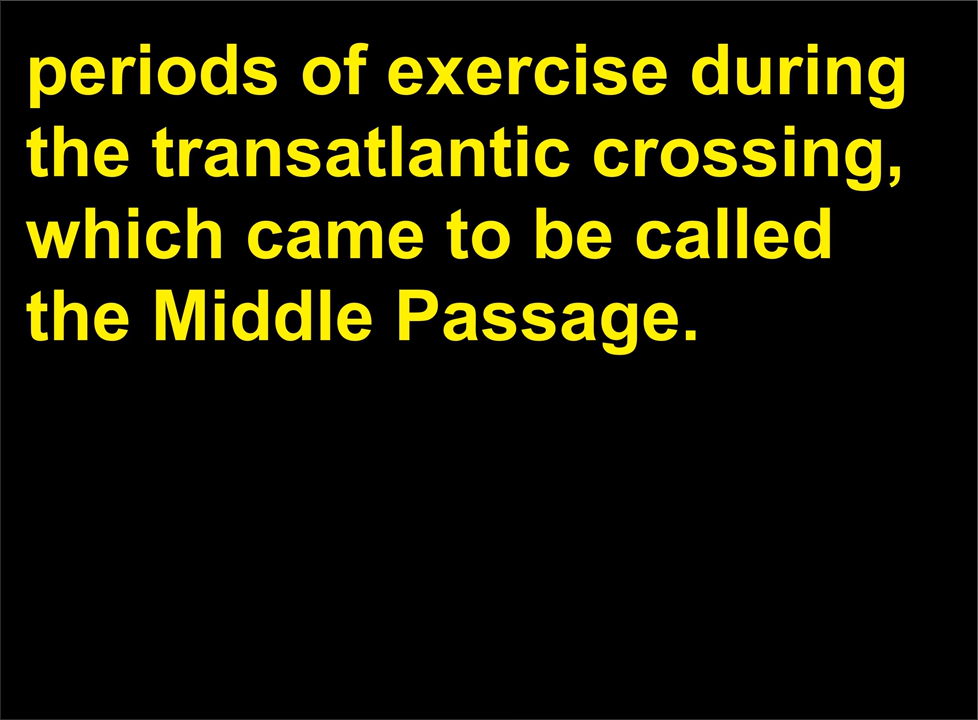 periods of exercise during
the transatlantic crossing,
which came to be called
the Middle Passage.